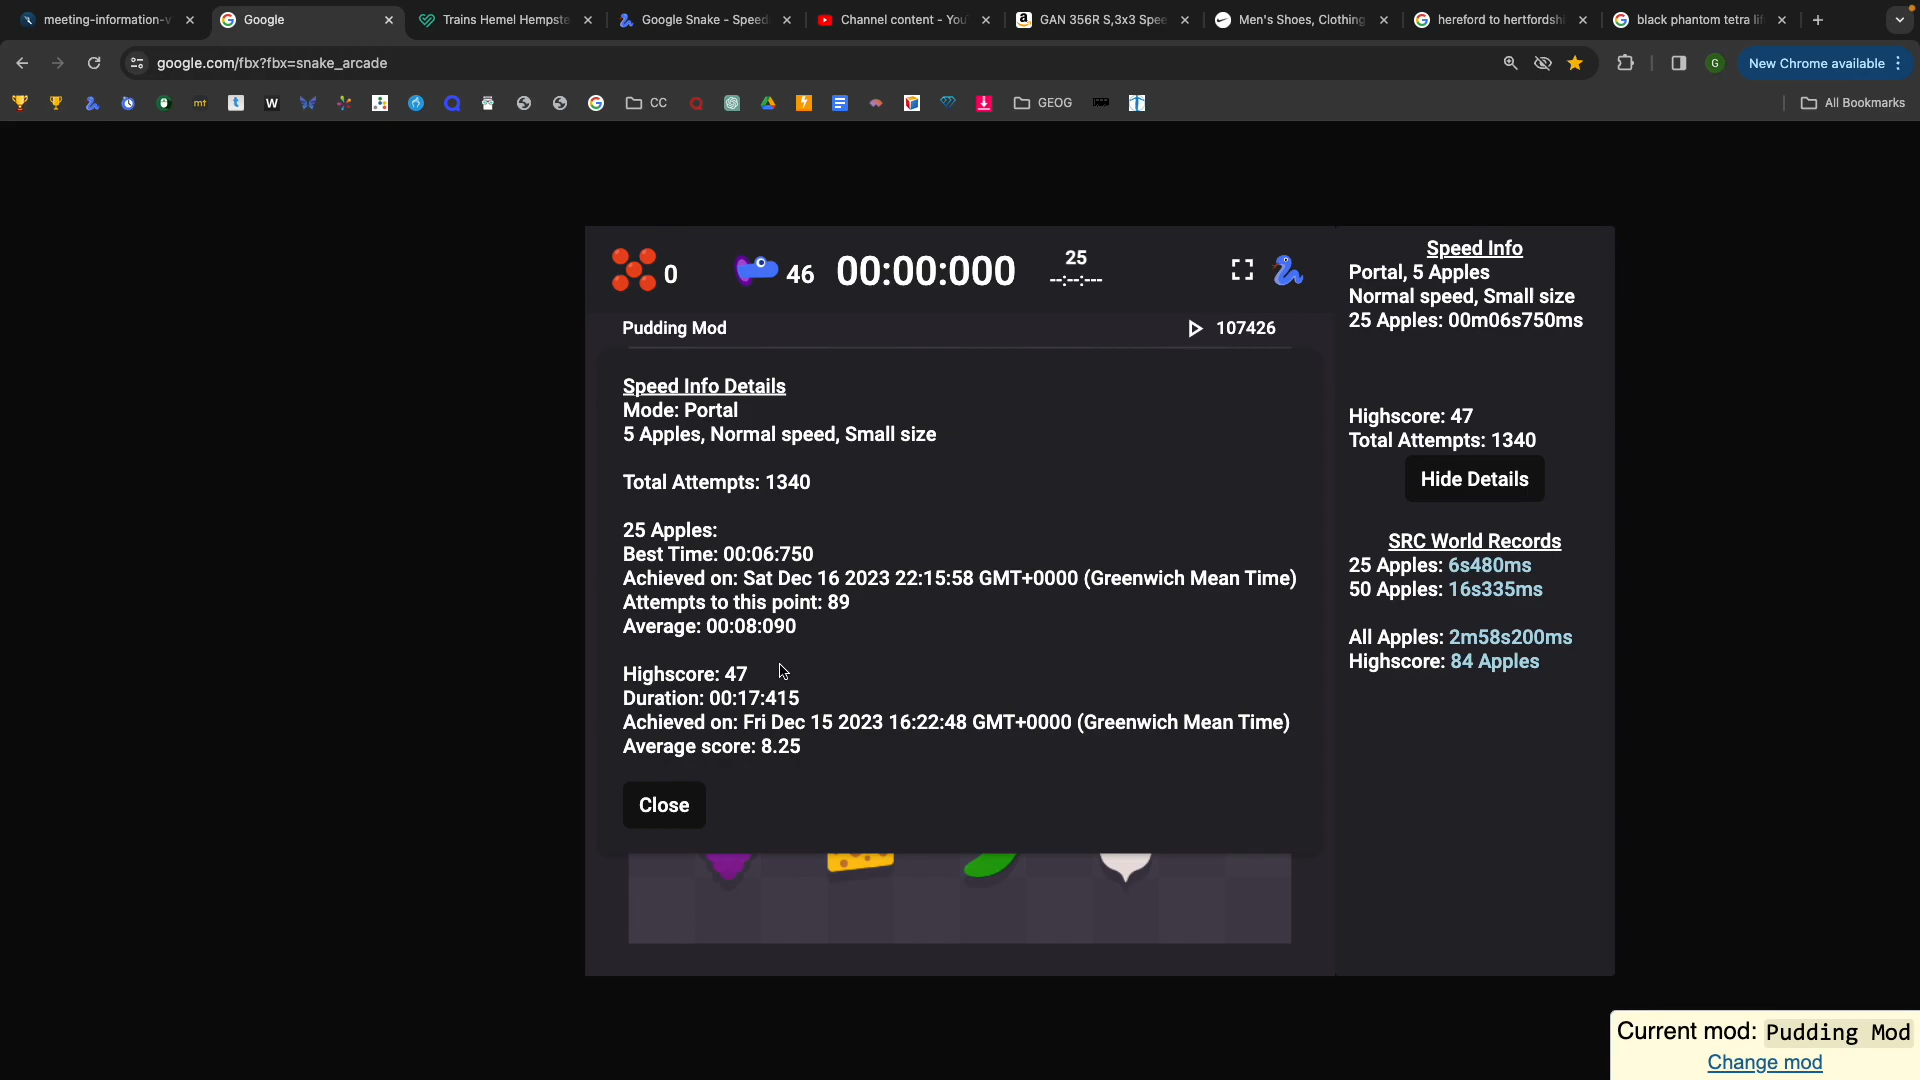 meeting-information-v
Google
Trains Hemel Hempste
Google Snake - Speed
Channel content - You
GAN 356R S,3x3 Spee
Men's Shoes, Clothing
hereford to hertfordshi
black phantom tetra lif
google.com/fbx?fbx=snake_arcade
G
New Chrome available
mt
t
W
CC
GEOG
All Bookmarks
0
46
00:00:000
25
--:--:---
Pudding Mod
107426
Speed Info Details
Mode: Portal
5 Apples, Normal speed, Small size
Total Attempts: 1340
25 Apples:
Best Time: 00:06:750
Achieved on: Sat Dec 16 2023 22:15:58 GMT+0000 (Greenwich Mean Time)
Attempts to this point: 89
Average: 00:08:090
Highscore: 47
Duration: 00:17:415
Achieved on: Fri Dec 15 2023 16:22:48 GMT+0000 (Greenwich Mean Time)
Average score: 8.25
Close
Speed Info
Portal, 5 Apples
Normal speed, Small size
25 Apples: 00m06s750ms
Highscore: 47
Total Attempts: 1340
Hide Details
SRC World Records
25 Apples: 6s480ms
50 Apples: 16s335ms
All Apples: 2m58s200ms
Highscore: 84 Apples
Current mod: Pudding Mod
Change mod